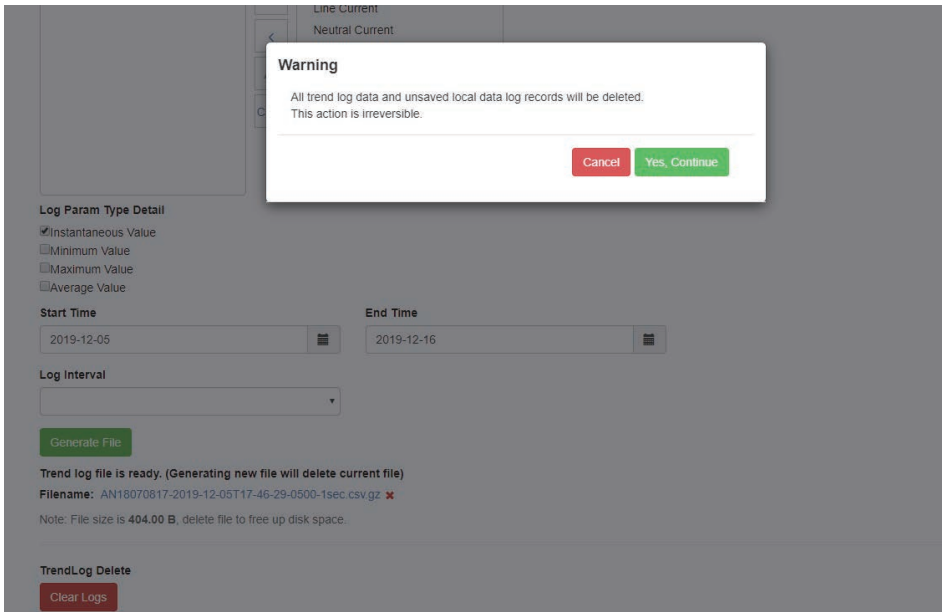 Line Current
Neutral Current
Warning
All trend log data and unsaved local data log records will be deleted.
This action is irreversible.
Cancel
Yes, Continue
Log Param Type Detail
Instantaneous Value
Minimum Value
Maximum Value
Average Value
Start Time
End Time
2019-12-05
2019-12-16
Log Interval
Generate File
Trend log file is ready. (Generating new file will delete current file)
Filename: AN18070817-2019-12-05T17-46-29-0500-1sec.csv.gz
Note: File size is 404.00 B, delete file to free up disk space.
TrendLog Delete
Clear Logs